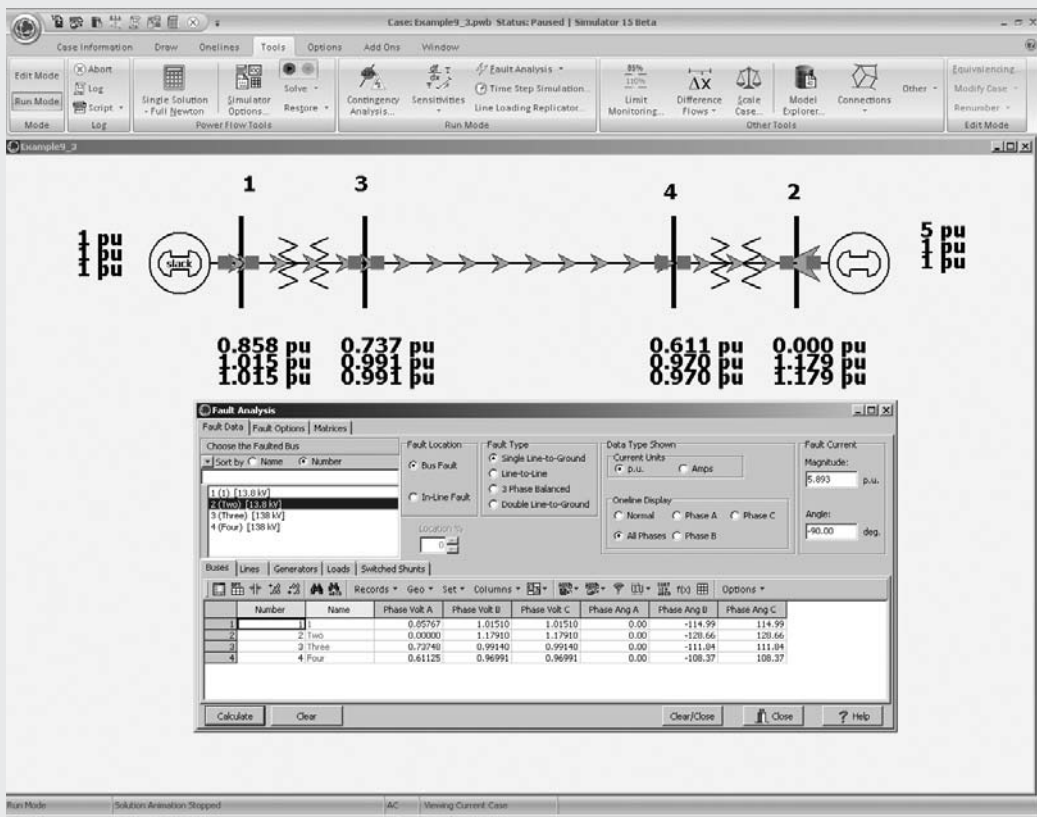 Case: Example9_3.pwb Status: Paused | Simulator 15 Beta
Case Information Draw Onelines Tools Options Add Ons Window
Edit Mode
Run Mode
Mode
Abort
Log
Script
Log
Single Solution - Full Newton
Simulator Options...
Solve
Restore
Power Flow Tools
Contingency Analysis...
Sensitivities
Fault Analysis
Time Step Simulation...
Line Loading Replicator...
Run Mode
Limit Monitoring...
Difference Flows
Scale Case...
Model Explorer...
Connections
Other
Other Tools
Equivalencing...
Modify Case
Renumber
Edit Mode
Example9_3
1 3 4 2
1 pu
1 pu
1 pu
slack
5 pu
1 pu
1 pu
0.858 pu 0.737 pu 0.611 pu 0.000 pu
1.015 pu 0.991 pu 0.970 pu 1.179 pu
1.015 pu 0.991 pu 0.970 pu 1.179 pu
Fault Analysis
Fault Data Fault Options Matrices
Choose the Faulted Bus
Sort by Name Number
1 (1) [13.8 kV]
2 (Two) [13.8 kV]
3 (Three) [138 kV]
4 (Four) [138 kV]
Fault Location
Bus Fault
In-Line Fault
Location %
0
Fault Type
Single Line-to-Ground
Line-to-Line
3 Phase Balanced
Double Line-to-Ground
Data Type Shown
Current Units
p.u. Amps
Oneline Display
Normal Phase A Phase C
All Phases Phase B
Fault Current
Magnitude:
5.893 p.u.
Angle:
-90.00 deg.
Buses Lines Generators Loads Switched Shunts
Records Geo Set Columns f(x) Options
Number Name Phase Volt A Phase Volt B Phase Volt C Phase Ang A Phase Ang B Phase Ang C
1 1 1 0.85767 1.01510 1.01510 0.00 -114.99 114.99
2 2 Two 0.00000 1.17910 1.17910 0.00 -128.66 128.66
3 3 Three 0.73740 0.99140 0.99140 0.00 -111.84 111.84
4 4 Four 0.61125 0.96991 0.96991 0.00 -108.37 108.37
Calculate Clear Clear/Close Close ? Help
Run Mode Solution Animation Stopped AC Viewing Current Case